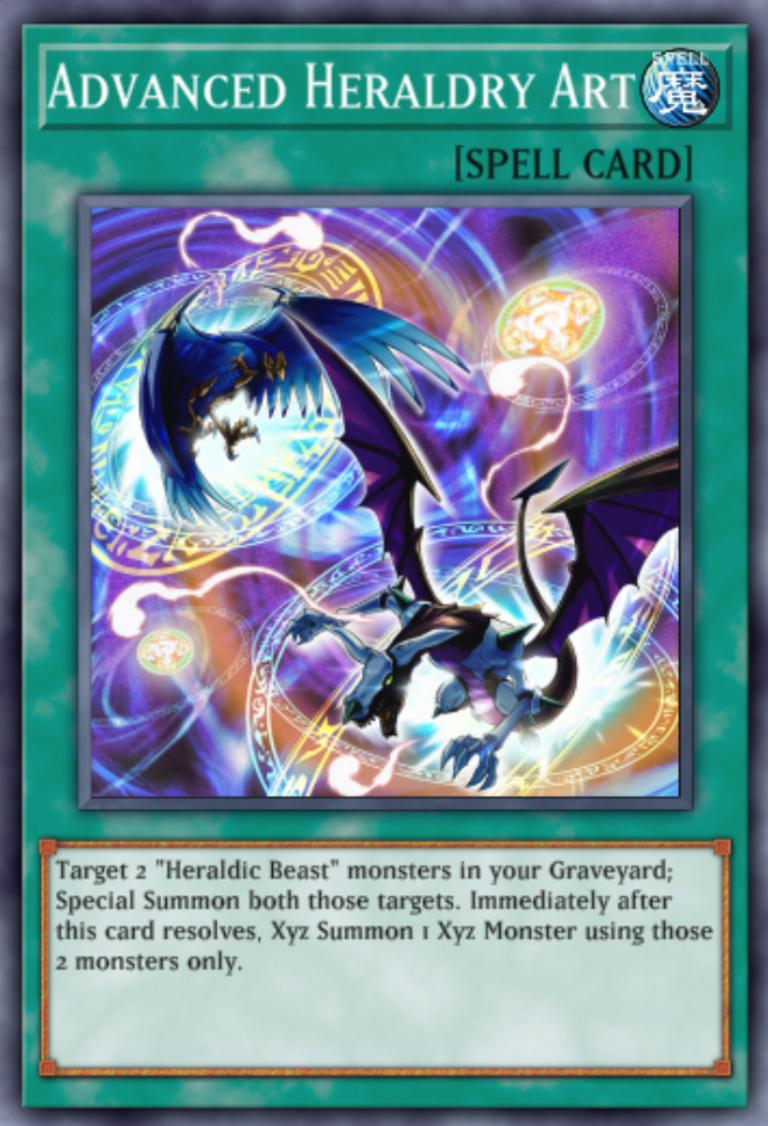 ADVANCED HERALDRY ART
SPELL
魔
[SPELL CARD]
Target 2 "Heraldic Beast" monsters in your Graveyard;
Special Summon both those targets. Immediately after
this card resolves, Xyz Summon 1 Xyz Monster using those
2 monsters only.